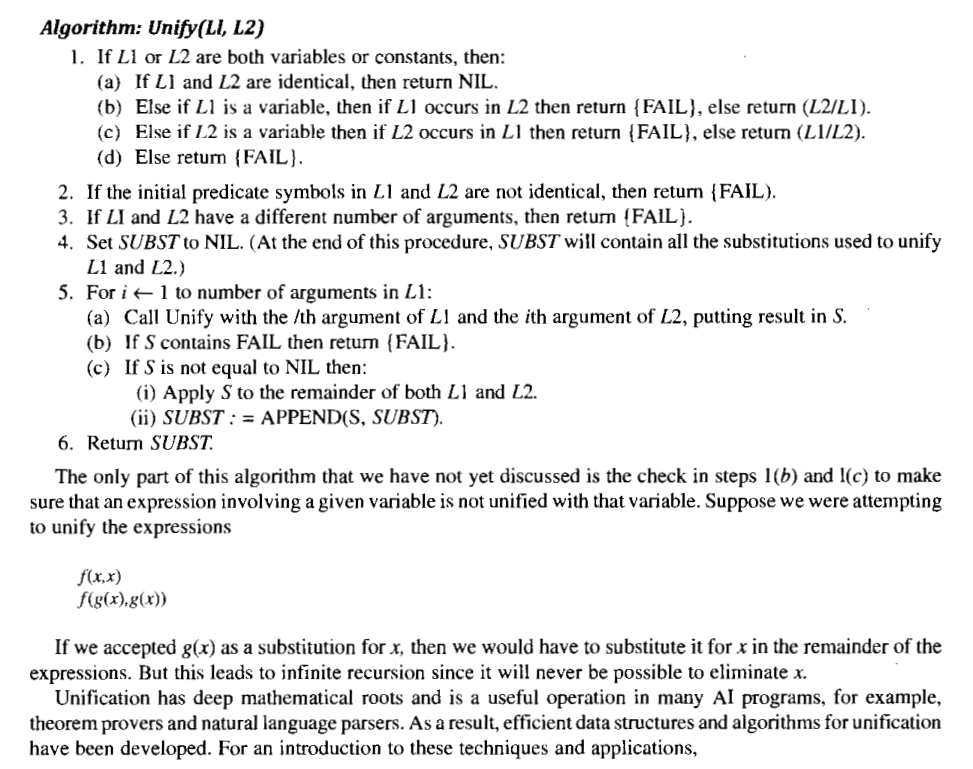 Algorithm: Unify(Ll, L2)
1. If L1 or L2 are both variables or constants, then:
(a) If L1 and L2 are identical, then return NIL.
(b) Else if L1 is a variable, then if L1 occurs in L2 then return {FAIL}, else return (L2/L1).
(c) Else if L2 is a variable then if L2 occurs in L1 then return {FAIL}, else return (L1/L2).
(d) Else return {FAIL}.
2. If the initial predicate symbols in L1 and L2 are not identical, then return {FAIL).
3. If LI and L2 have a different number of arguments, then return {FAIL}.
4. Set SUBST to NIL. (At the end of this procedure, SUBST will contain all the substitutions used to unify
L1 and L2.)
5. For i ← 1 to number of arguments in L1:
(a) Call Unify with the ith argument of L1 and the ith argument of L2, putting result in S.
(b) If S contains FAIL then return {FAIL}.
(c) If S is not equal to NIL then:
(i) Apply S to the remainder of both L1 and L2.
(ii) SUBST : = APPEND(S, SUBST).
6. Return SUBST.
The only part of this algorithm that we have not yet discussed is the check in steps 1(b) and 1(c) to make
sure that an expression involving a given variable is not unified with that variable. Suppose we were attempting
to unify the expressions
f(x,x)
f(g(x),g(x))
If we accepted g(x) as a substitution for x, then we would have to substitute it for x in the remainder of the
expressions. But this leads to infinite recursion since it will never be possible to eliminate x.
Unification has deep mathematical roots and is a useful operation in many AI programs, for example,
theorem provers and natural language parsers. As a result, efficient data structures and algorithms for unification
have been developed. For an introduction to these techniques and applications,